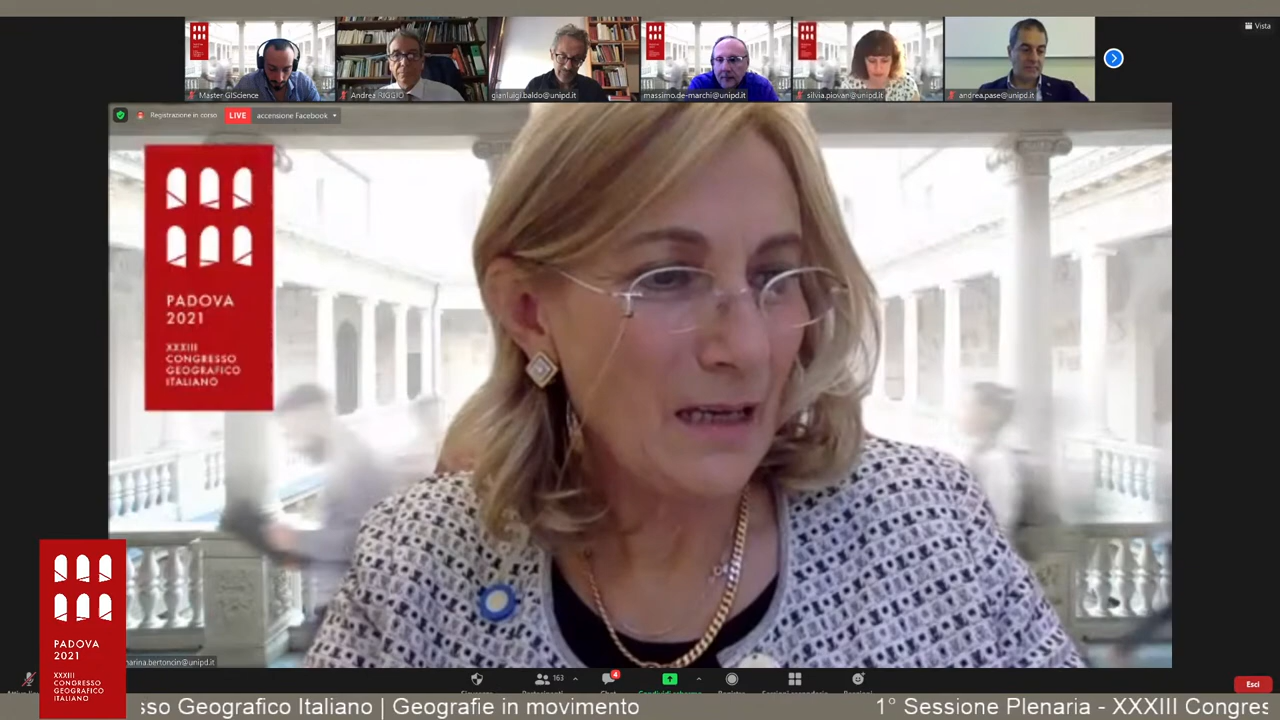 Vista
Master GIScience
Andrea RIGGIO
gianluigi.baldo@unipd.it
massimo.de-marchi@unipd.it
silvia.piovan@unipd.it
andrea.pase@unipd.it
Registrazione in corso
LIVE
accensione Facebook
PADOVA
2021
XXXIII
CONGRESSO
GEOGRAFICO
ITALIANO
marina.bertoncin@unipd.it
163
4
Esci
PADOVA
2021
XXXIII
CONGRESSO
GEOGRAFICO
ITALIANO
sso Geografico Italiano | Geografie in movimento
1° Sessione Plenaria - XXXIII Congres